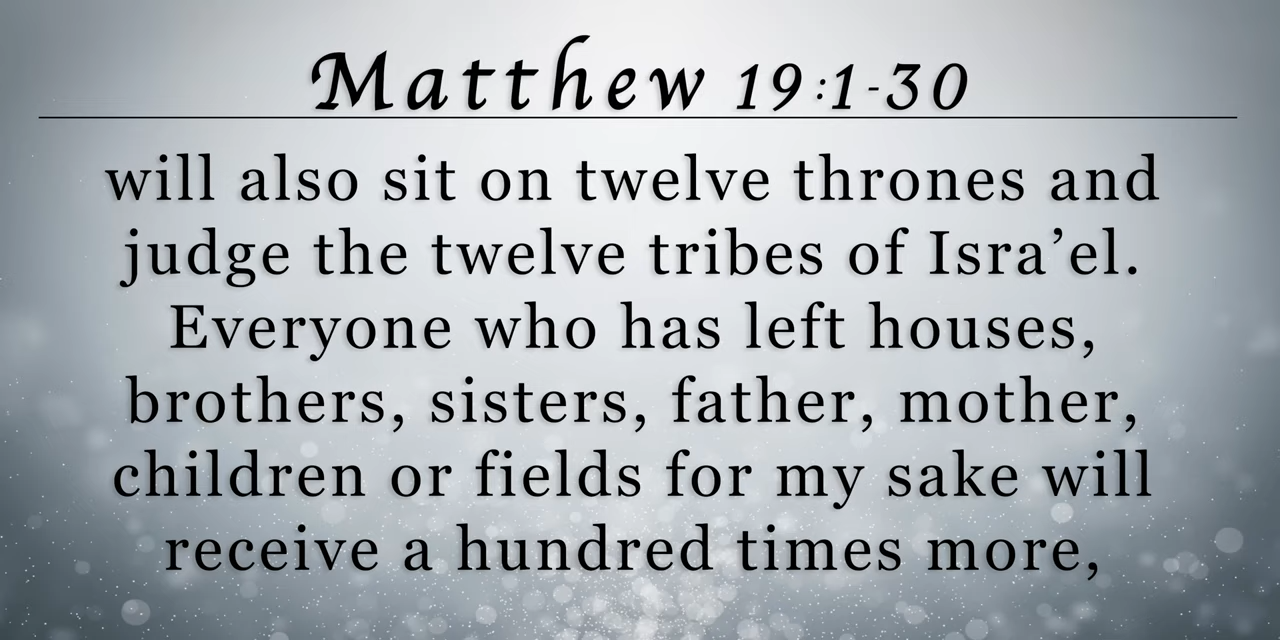 Matthew 19:1-30
will also sit on twelve thrones and
judge the twelve tribes of Isra’el.
Everyone who has left houses,
brothers, sisters, father, mother,
children or fields for my sake will
receive a hundred times more,